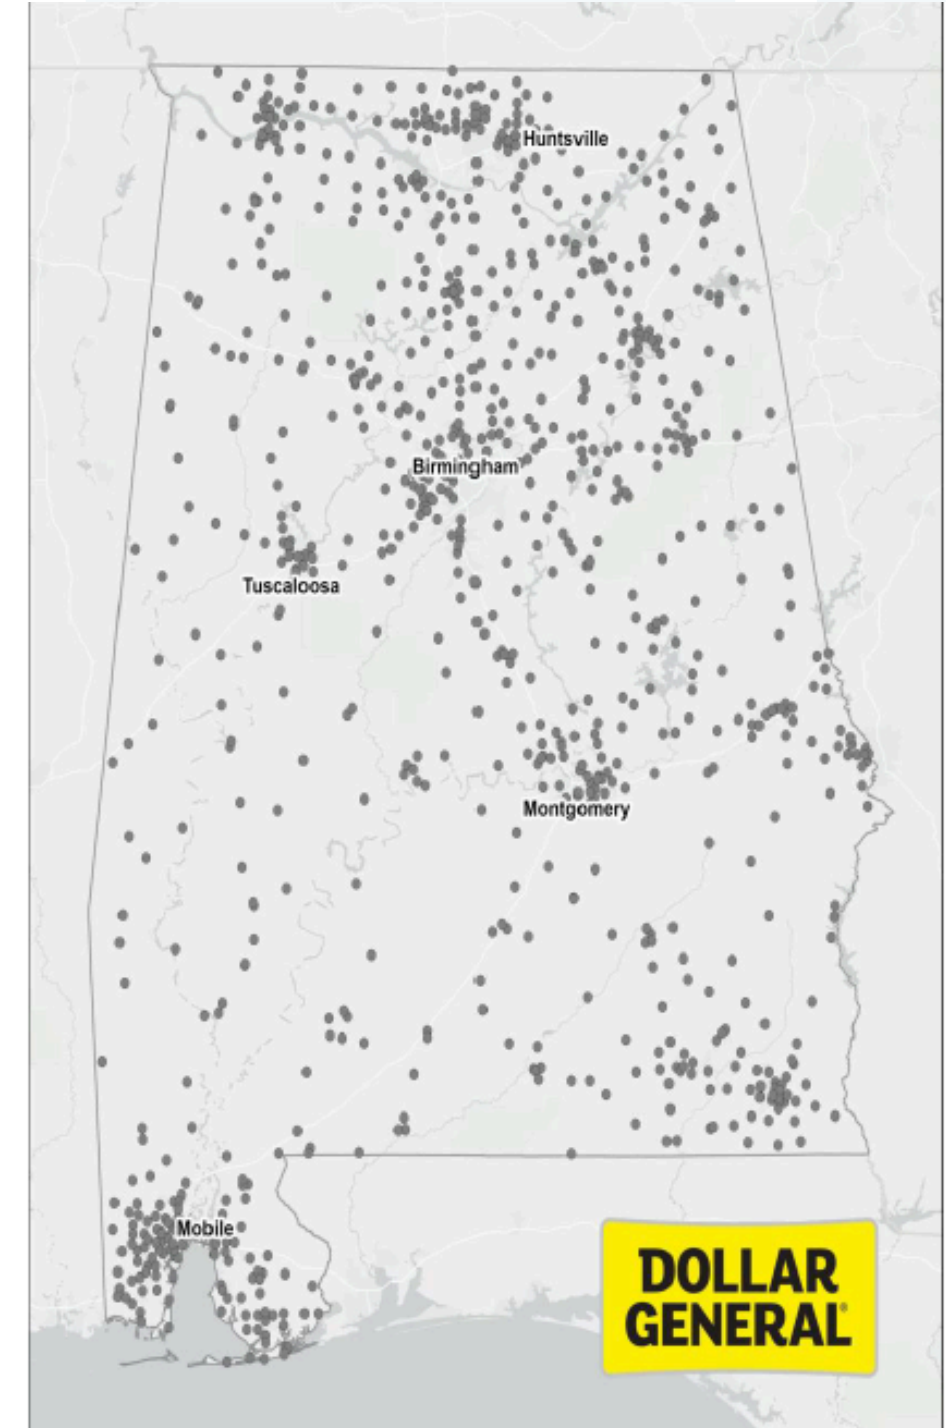 Huntsville
Birmingham
Tuscaloosa
Montgomery
Mobile
DOLLAR
GENERAL®